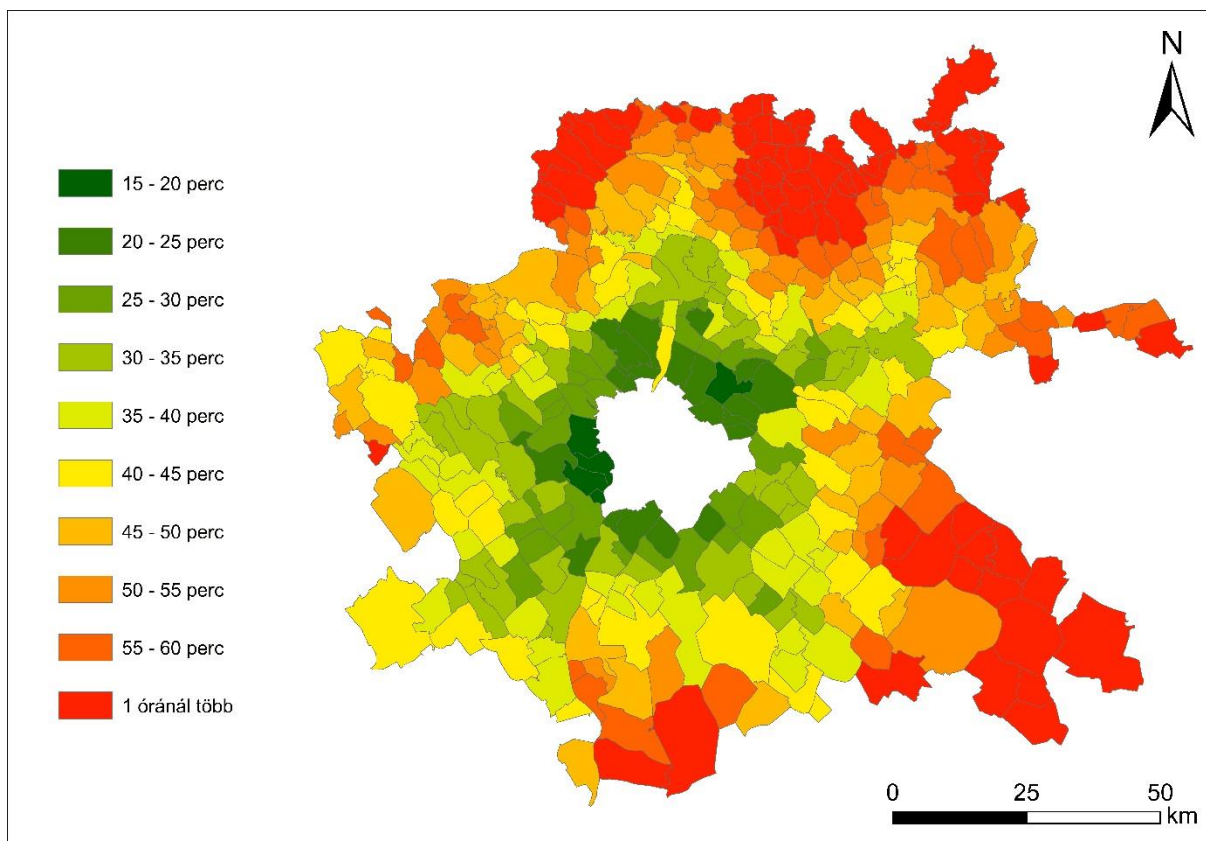 N
15 - 20 perc
20 - 25 perc
25 - 30 perc
30 - 35 perc
35 - 40 perc
40 - 45 perc
45 - 50 perc
50 - 55 perc
55 - 60 perc
1 óránál több
0 25 50
km